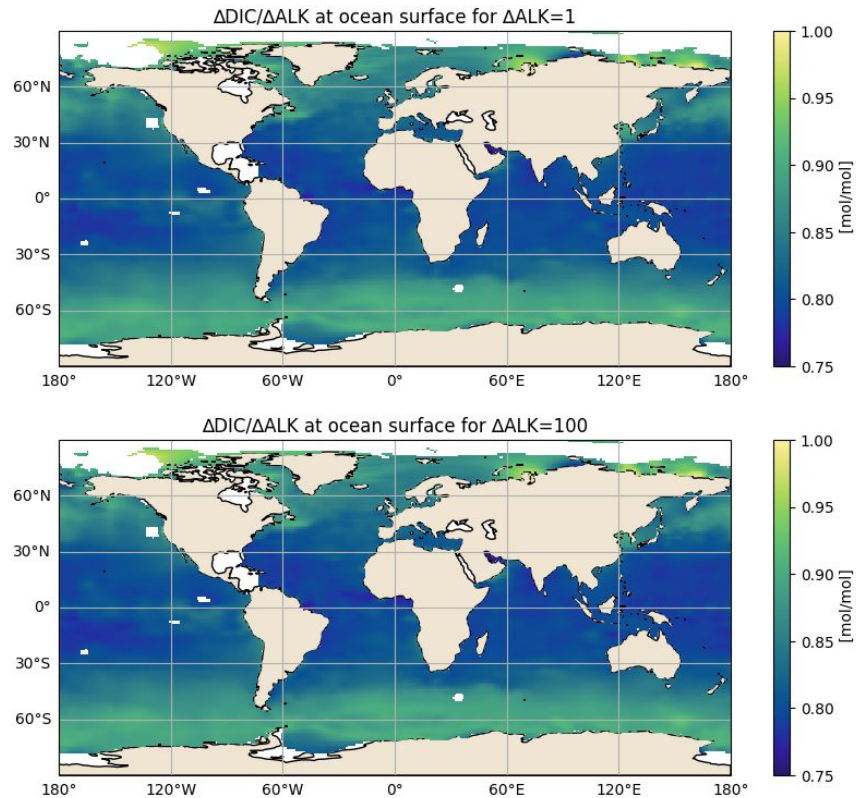 ΔDIC/ΔALK at ocean surface for ΔALK=1
60°N
30°N
0°
30°S
60°S
180°
120°W
60°W
0°
60°E
120°E
180°
1.00
0.95
0.90
0.85
0.80
0.75
[mol/mol]
ΔDIC/ΔALK at ocean surface for ΔALK=100
60°N
30°N
0°
30°S
60°S
180°
120°W
60°W
0°
60°E
120°E
180°
1.00
0.95
0.90
0.85
0.80
0.75
[mol/mol]